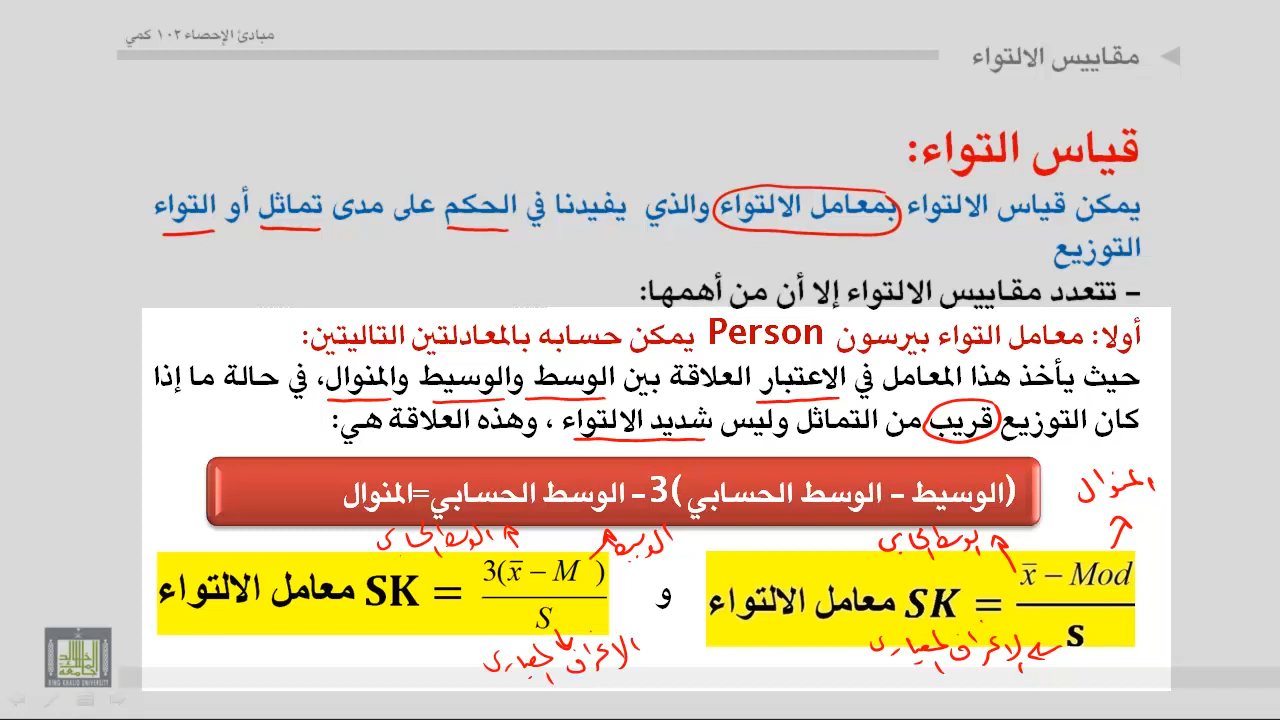 مبادئ الإحصاء ١٠٢ كمي
مقاييس الالتواء
قياس التواء:
يمكن قياس الالتواء بمعامل الالتواء والذي يفيدنا في الحكم على مدى تماثل أو التواء
التوزيع
– تتعدد مقاييس الالتواء إلا أن من أهمها:
أولا: معامل التواء بيرسون Person يمكن حسابه بالمعادلتين التاليتين:
حيث يأخذ هذا المعامل في الاعتبار العلاقة بين الوسط والوسيط والمنوال، في حالة ما إذا
كان التوزيع قريب من التماثل وليس شديد الالتواء ، وهذه العلاقة هي:
المنوال
(الوسيط – الوسط الحسابي )3– الوسط الحسابي=المنوال
الوسط الحسابي
الوسيط
الوسط الحسابي
معامل الالتواء SK = (x̄ − Mod) / s
و
معامل الالتواء SK = 3(x̄ − M ) / S
الانحراف المعياري
الانحراف المعياري
KING KHALID UNIVERSITY